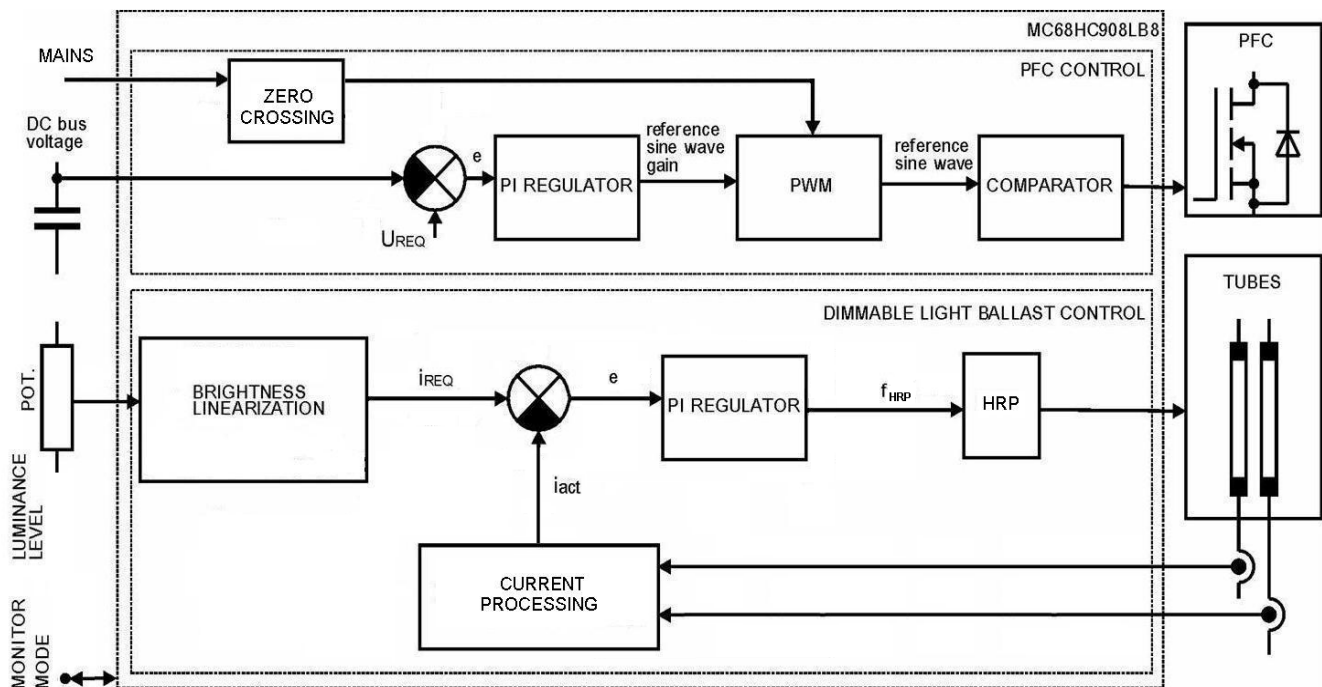 MC68HC908LB8
MAINS
PFC CONTROL
PFC
ZERO
CROSSING
DC bus
voltage
e
reference
sine wave
gain
reference
sine wave
PI REGULATOR
PWM
COMPARATOR
UREQ
TUBES
DIMMABLE LIGHT BALLAST CONTROL
POT.
BRIGHTNESS
LINEARIZATION
iREQ
e
PI REGULATOR
fHRP
HRP
iact
LUMINANCE
LEVEL
CURRENT
PROCESSING
MONITOR
MODE